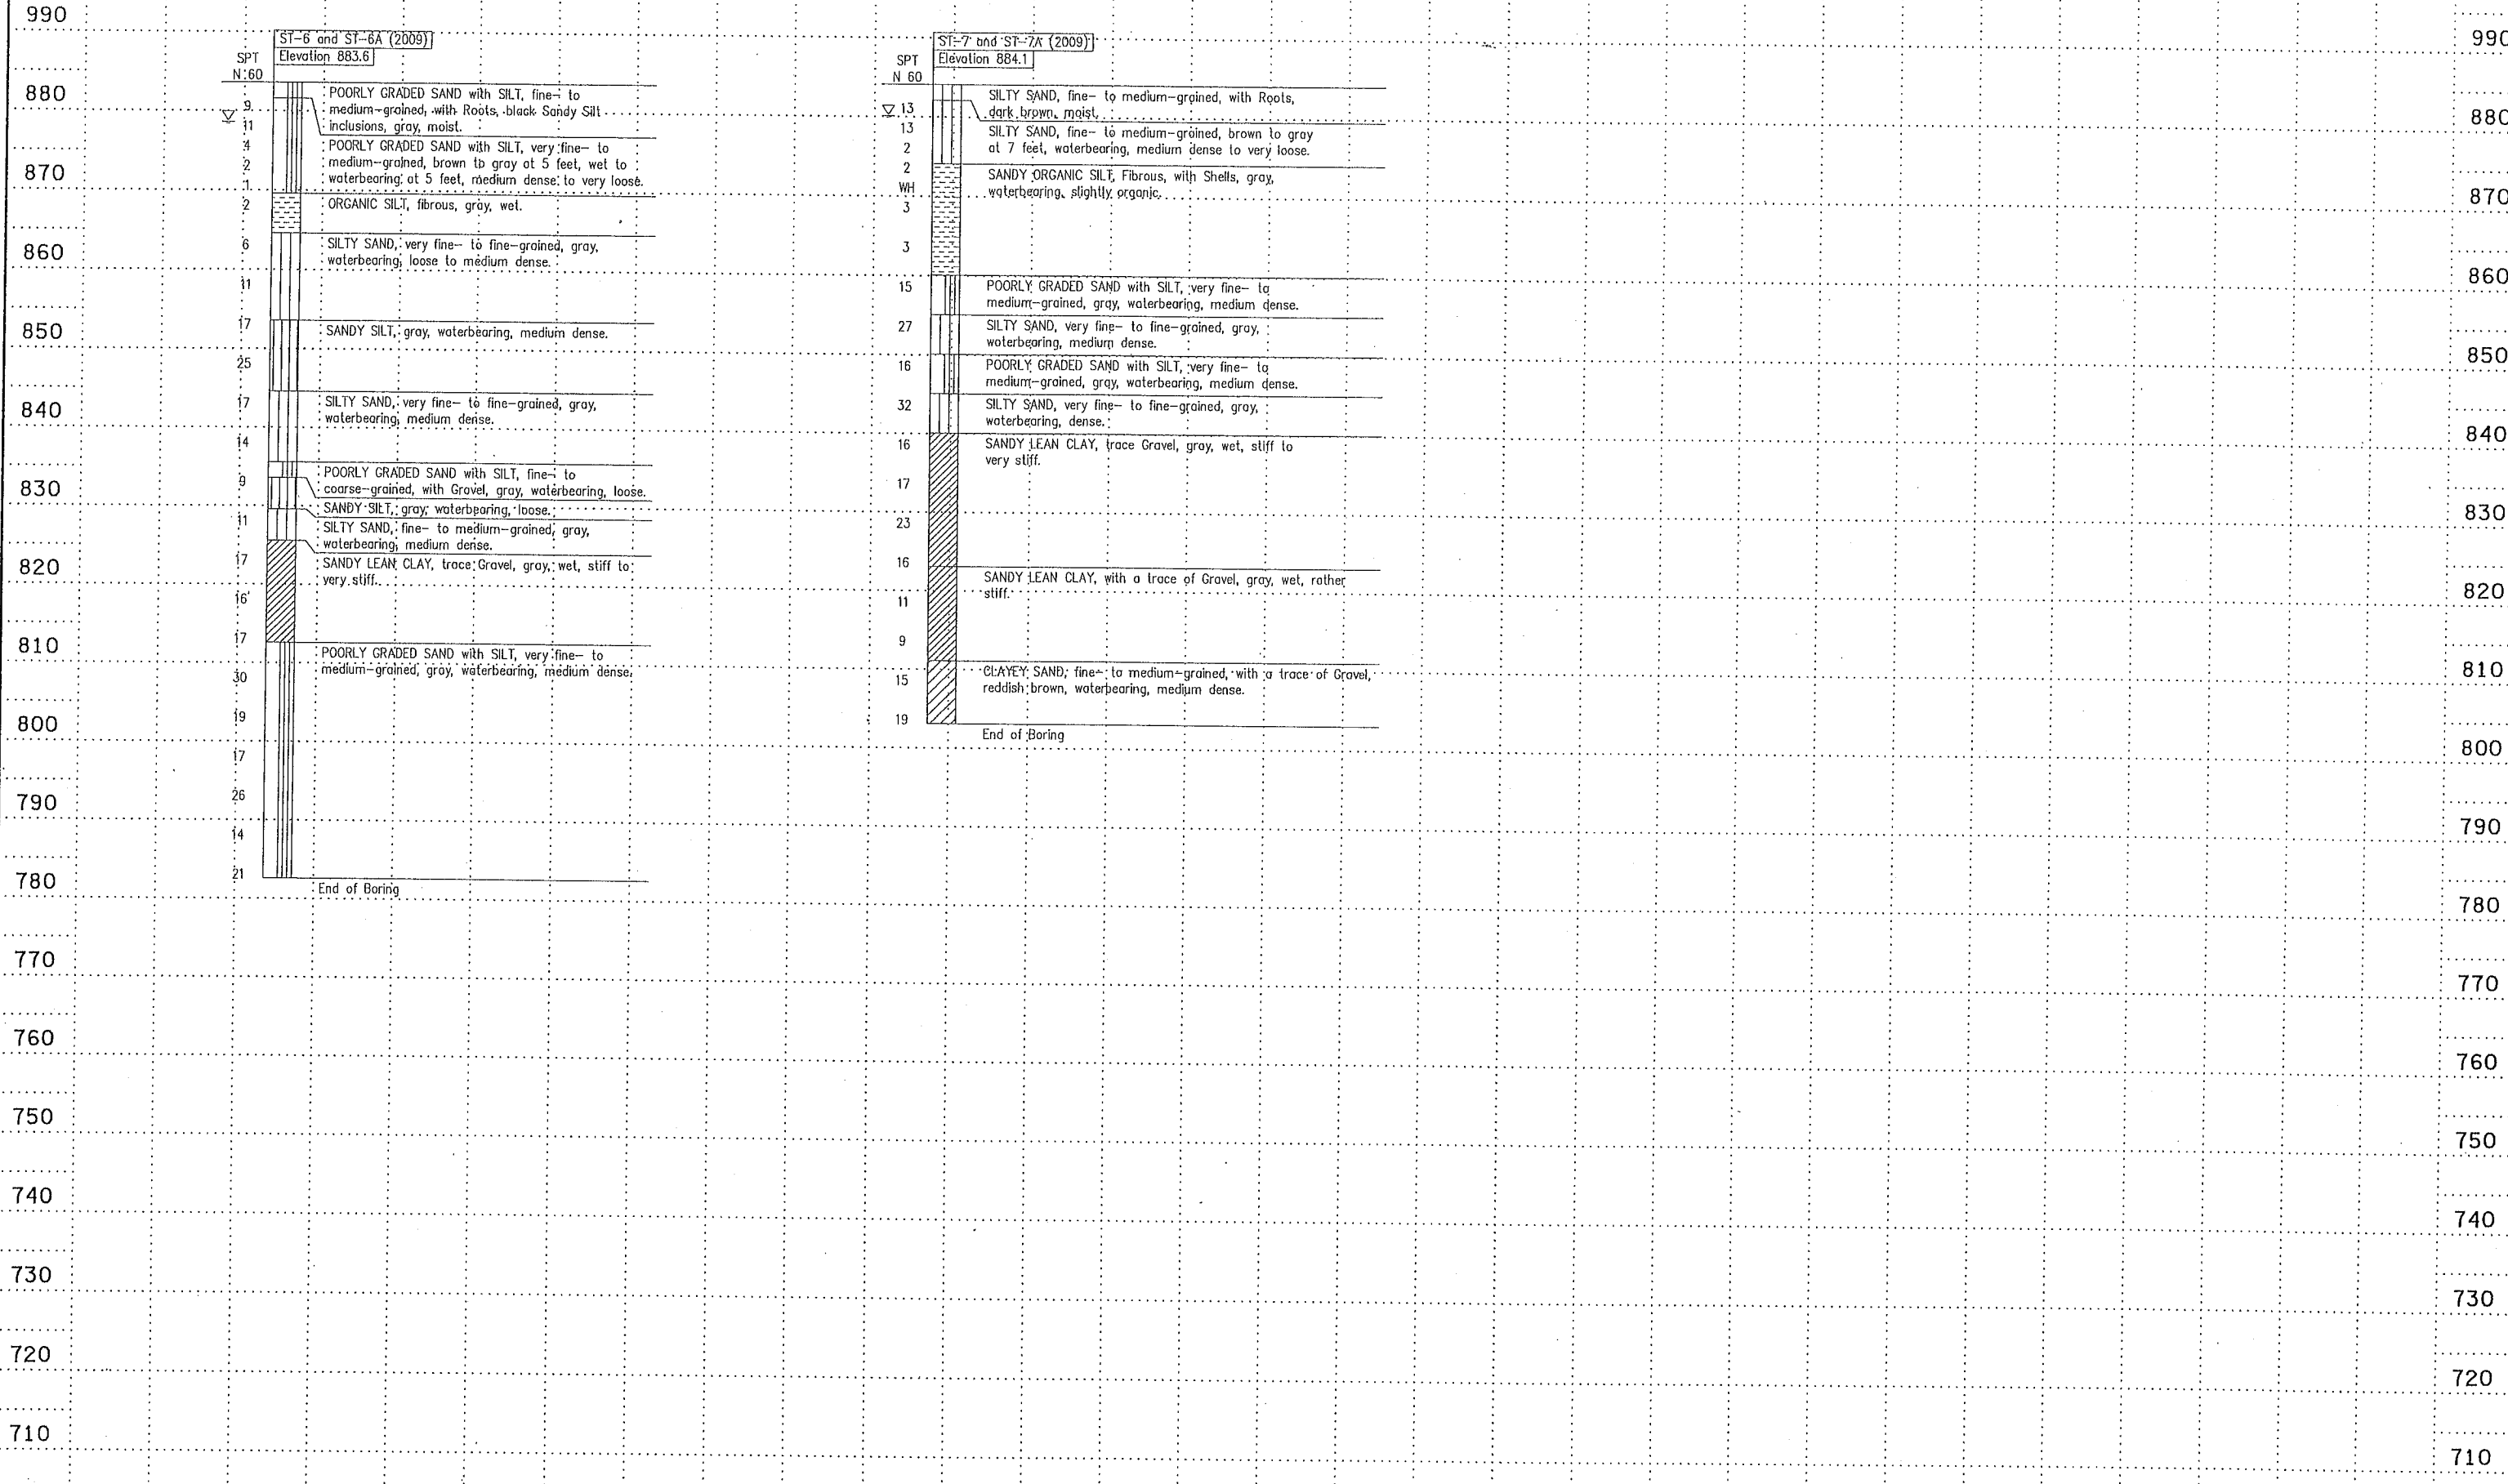 990
880
870
860
850
840
830
820
810
800
790
780
770
760
750
740
730
720
710
ST-6 and ST-6A (2009)
Elevation 883.6
SPT
N 60
9
11
4
2
1
2
6
11
17
25
17
14
9
11
17
16
17
30
19
17
26
14
21
POORLY GRADED SAND with SILT, fine- to
medium-grained, with Roots, black Sandy Silt
inclusions, gray, moist.
POORLY GRADED SAND with SILT, very fine- to
medium-grained, brown to gray at 5 feet, wet to
waterbearing at 5 feet, medium dense to very loose.
ORGANIC SILT, fibrous, gray, wet.
SILTY SAND, very fine- to fine-grained, gray,
waterbearing, loose to medium dense.
SANDY SILT, gray, waterbearing, medium dense.
SILTY SAND, very fine- to fine-grained, gray,
waterbearing, medium dense.
POORLY GRADED SAND with SILT, fine- to
coarse-grained, with Gravel, gray, waterbearing, loose.
SANDY SILT, gray, waterbearing, loose.
SILTY SAND, fine- to medium-grained, gray,
waterbearing, medium dense.
SANDY LEAN CLAY, trace Gravel, gray, wet, stiff to
very stiff.
POORLY GRADED SAND with SILT, very fine- to
medium-grained, gray, waterbearing, medium dense.
End of Boring
ST-7 and ST-7A (2009)
Elevation 884.1
SPT
N 60
13
13
2
2
WH
3
3
15
27
16
32
16
17
23
16
11
9
15
19
SILTY SAND, fine- to medium-grained, with Roots,
dark brown, moist.
SILTY SAND, fine- to medium-grained, brown to gray
at 7 feet, waterbearing, medium dense to very loose.
SANDY ORGANIC SILT, Fibrous, with Shells, gray,
waterbearing, slightly organic.
POORLY GRADED SAND with SILT, very fine- to
medium-grained, gray, waterbearing, medium dense.
SILTY SAND, very fine- to fine-grained, gray,
waterbearing, medium dense.
POORLY GRADED SAND with SILT, very fine- to
medium-grained, gray, waterbearing, medium dense.
SILTY SAND, very fine- to fine-grained, gray,
waterbearing, dense.
SANDY LEAN CLAY, trace Gravel, gray, wet, stiff to
very stiff.
SANDY LEAN CLAY, with a trace of Gravel, gray, wet, rather
stiff.
CLAYEY SAND, fine- to medium-grained, with a trace of Gravel,
reddish brown, waterbearing, medium dense.
End of Boring
990
880
870
860
850
840
830
820
810
800
790
780
770
760
750
740
730
720
710